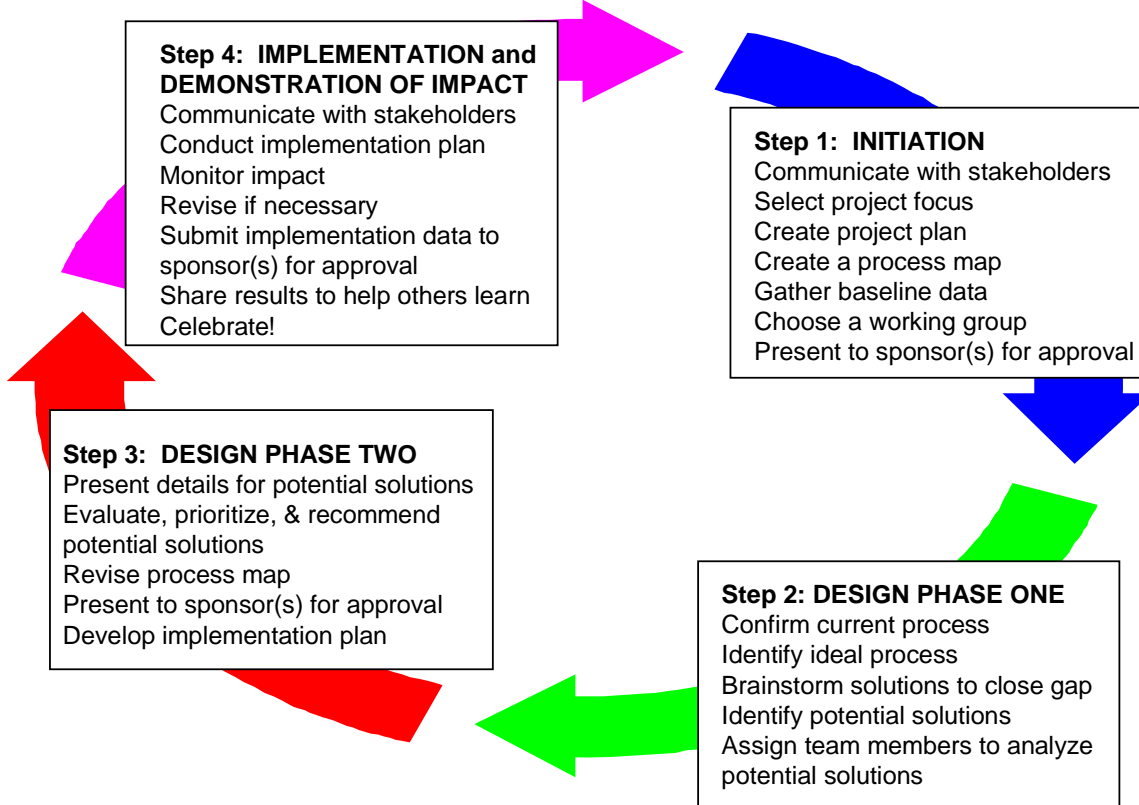 Step 4:  IMPLEMENTATION and
DEMONSTRATION OF IMPACT
Communicate with stakeholders
Conduct implementation plan
Monitor impact
Revise if necessary
Submit implementation data to
sponsor(s) for approval
Share results to help others learn
Celebrate!
Step 1:  INITIATION
Communicate with stakeholders
Select project focus
Create project plan
Create a process map
Gather baseline data
Choose a working group
Present to sponsor(s) for approval
Step 3:  DESIGN PHASE TWO
Present details for potential solutions
Evaluate, prioritize, & recommend
potential solutions
Revise process map
Present to sponsor(s) for approval
Develop implementation plan
Step 2: DESIGN PHASE ONE
Confirm current process
Identify ideal process
Brainstorm solutions to close gap
Identify potential solutions
Assign team members to analyze
potential solutions